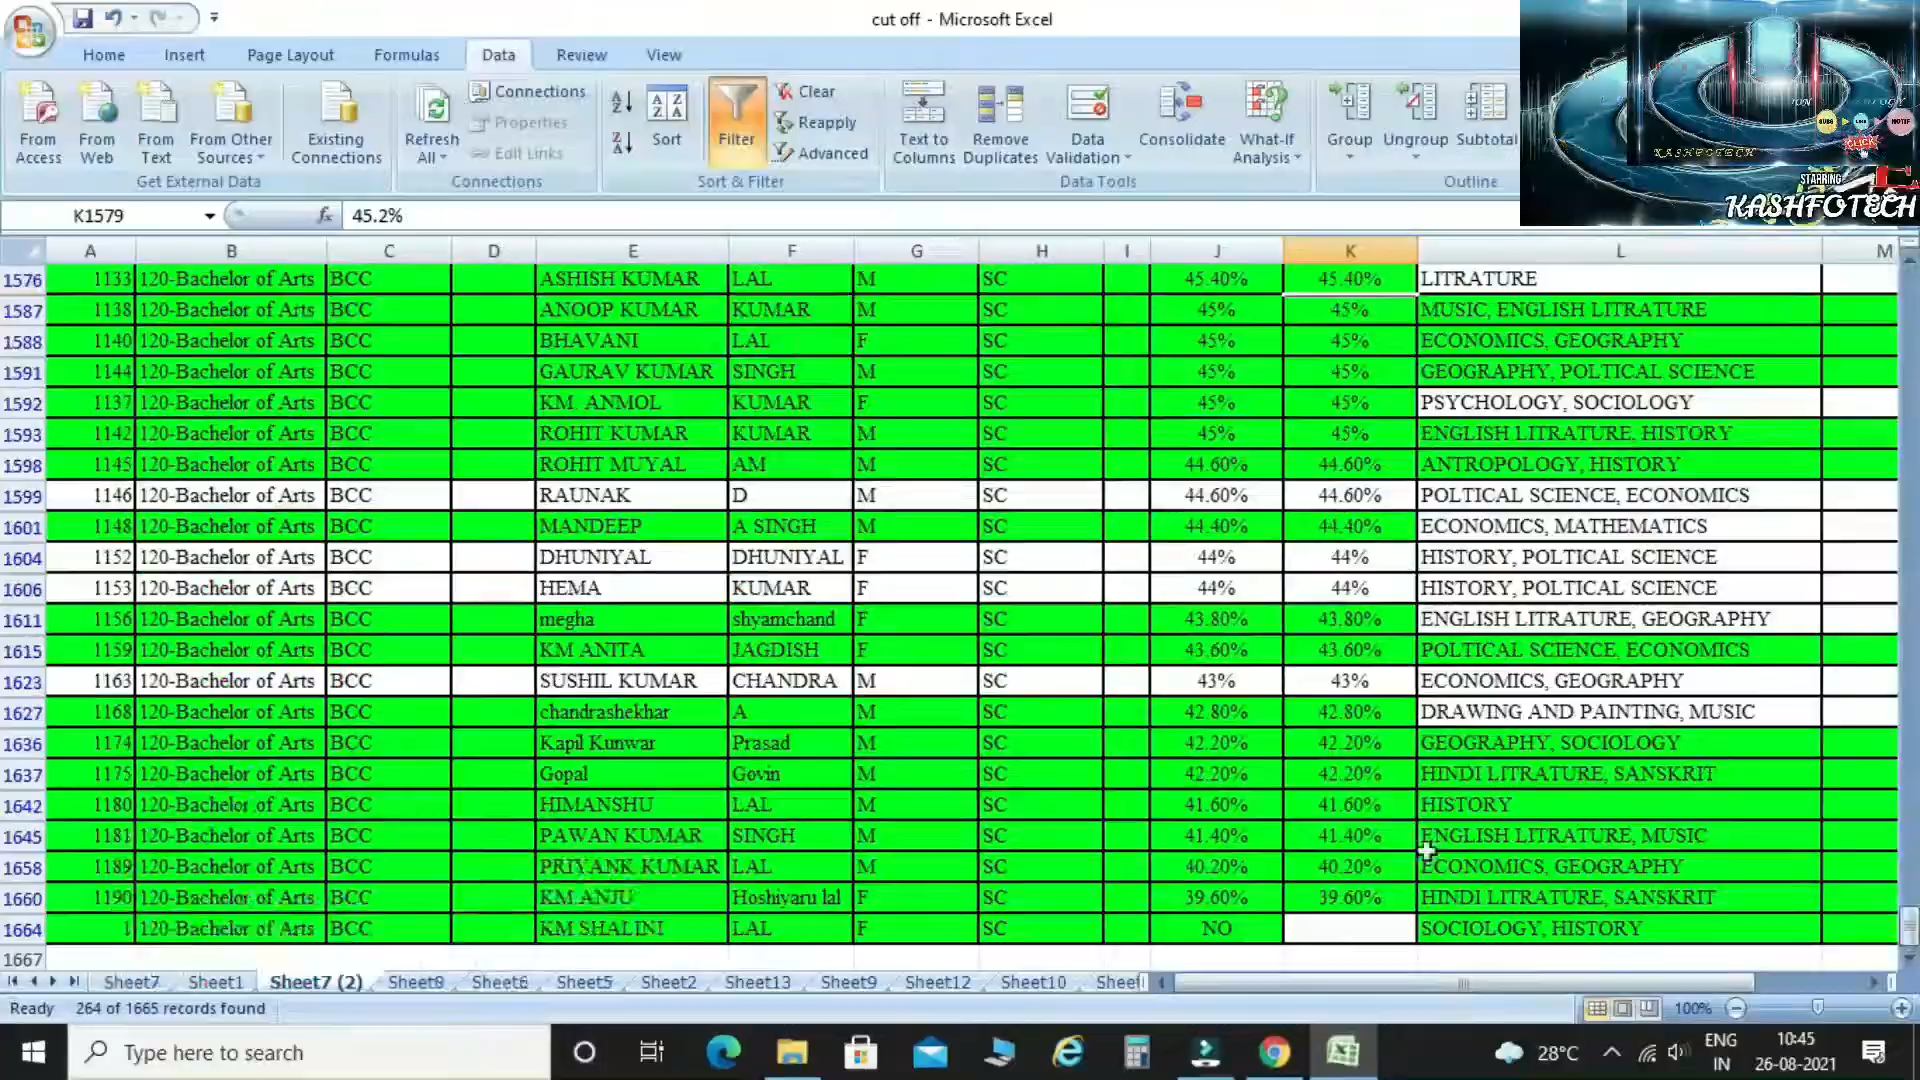 cut off - Microsoft Excel
Home Insert Page Layout Formulas Data Review View
From Access
From Web
From Text
From Other Sources
Existing Connections
Refresh All
Connections
Properties
Edit Links
Sort
Filter
Clear
Reapply
Advanced
Text to Columns
Remove Duplicates
Data Validation
Consolidate
What-If Analysis
Group
Ungroup
Subtotal
Get External Data Connections Sort & Filter Data Tools Outline
KASHFOTECH
CLICK
STARRING
KASHFOTECH
K1579 fx 45.2%
A B C D E F G H I J K L M
1576 1133 120-Bachelor of Arts BCC ASHISH KUMAR LAL M SC 45.40% 45.40% LITRATURE
1587 1138 120-Bachelor of Arts BCC ANOOP KUMAR KUMAR M SC 45% 45% MUSIC, ENGLISH LITRATURE
1588 1140 120-Bachelor of Arts BCC BHAVANI LAL F SC 45% 45% ECONOMICS, GEOGRAPHY
1591 1144 120-Bachelor of Arts BCC GAURAV KUMAR SINGH M SC 45% 45% GEOGRAPHY, POLTICAL SCIENCE
1592 1137 120-Bachelor of Arts BCC KM. ANMOL KUMAR F SC 45% 45% PSYCHOLOGY, SOCIOLOGY
1593 1142 120-Bachelor of Arts BCC ROHIT KUMAR KUMAR M SC 45% 45% ENGLISH LITRATURE, HISTORY
1598 1145 120-Bachelor of Arts BCC ROHIT MUYAL AM M SC 44.60% 44.60% ANTROPOLOGY, HISTORY
1599 1146 120-Bachelor of Arts BCC RAUNAK D M SC 44.60% 44.60% POLTICAL SCIENCE, ECONOMICS
1601 1148 120-Bachelor of Arts BCC MANDEEP A SINGH M SC 44.40% 44.40% ECONOMICS, MATHEMATICS
1604 1152 120-Bachelor of Arts BCC DHUNIYAL DHUNIYAL F SC 44% 44% HISTORY, POLTICAL SCIENCE
1606 1153 120-Bachelor of Arts BCC HEMA KUMAR F SC 44% 44% HISTORY, POLTICAL SCIENCE
1611 1156 120-Bachelor of Arts BCC megha shyamchand F SC 43.80% 43.80% ENGLISH LITRATURE, GEOGRAPHY
1615 1159 120-Bachelor of Arts BCC KM ANITA JAGDISH F SC 43.60% 43.60% POLTICAL SCIENCE, ECONOMICS
1623 1163 120-Bachelor of Arts BCC SUSHIL KUMAR CHANDRA M SC 43% 43% ECONOMICS, GEOGRAPHY
1627 1168 120-Bachelor of Arts BCC chandrashekhar A M SC 42.80% 42.80% DRAWING AND PAINTING, MUSIC
1636 1174 120-Bachelor of Arts BCC Kapil Kunwar Prasad M SC 42.20% 42.20% GEOGRAPHY, SOCIOLOGY
1637 1175 120-Bachelor of Arts BCC Gopal Govin M SC 42.20% 42.20% HINDI LITRATURE, SANSKRIT
1642 1180 120-Bachelor of Arts BCC HIMANSHU LAL M SC 41.60% 41.60% HISTORY
1645 1181 120-Bachelor of Arts BCC PAWAN KUMAR SINGH M SC 41.40% 41.40% ENGLISH LITRATURE, MUSIC
1658 1189 120-Bachelor of Arts BCC PRIYANK KUMAR LAL M SC 40.20% 40.20% ECONOMICS, GEOGRAPHY
1660 1190 120-Bachelor of Arts BCC KM ANJU Hoshiyaru lal F SC 39.60% 39.60% HINDI LITRATURE, SANSKRIT
1664 1 120-Bachelor of Arts BCC KM SHALINI LAL F SC NO SOCIOLOGY, HISTORY
1667
Sheet7 Sheet1 Sheet7 (2) Sheet8 Sheet6 Sheet5 Sheet2 Sheet13 Sheet9 Sheet12 Sheet10 Sheet
Ready 264 of 1665 records found 100%
Type here to search 28°C ENG IN 10:45 26-08-2021